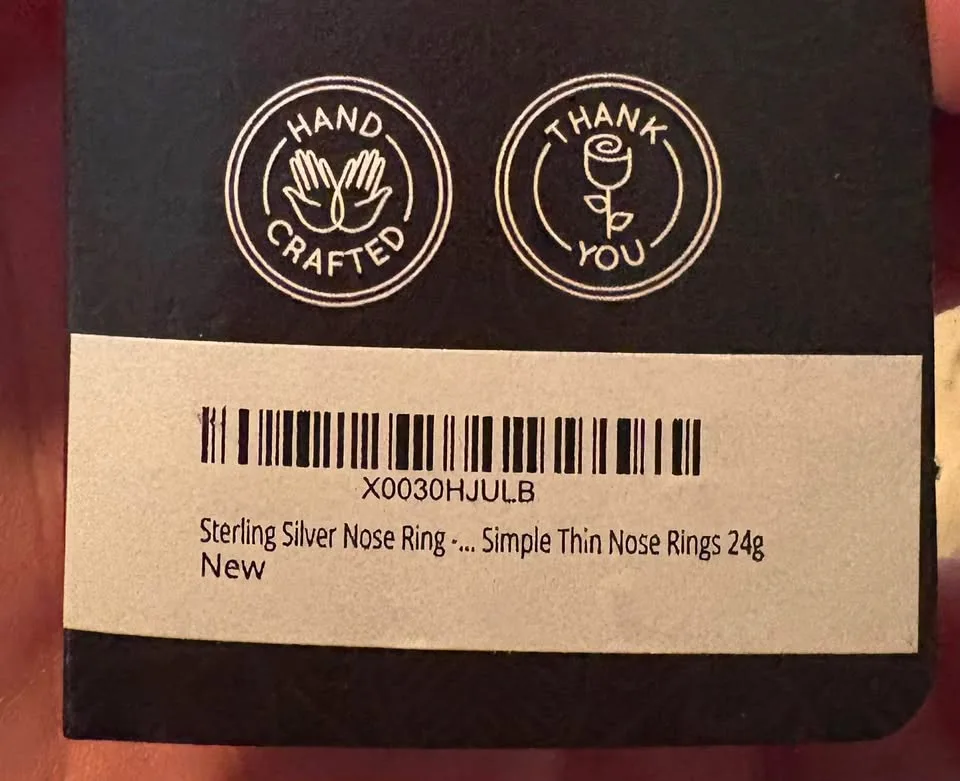 HAND
CRAFTED
THANK
YOU
X0030HJULB
Sterling Silver Nose Ring -... Simple Thin Nose Rings 24g
New